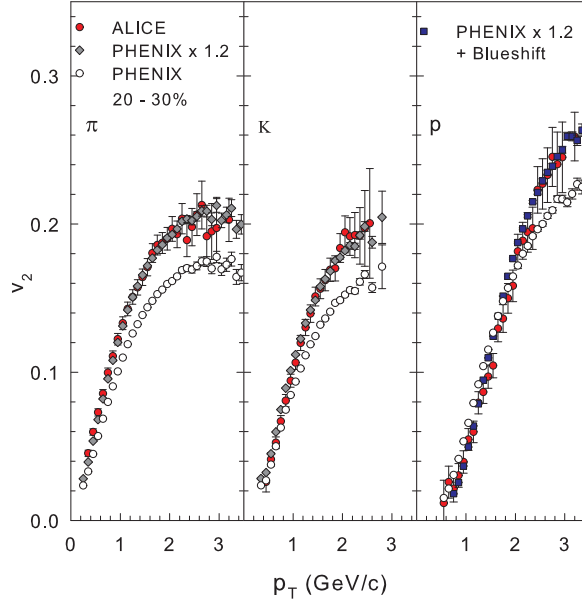 ALICE
PHENIX x 1.2
PHENIX
20 - 30%
PHENIX x 1.2
+ Blueshift
π
K
p
v2
0.3
0.2
0.1
0.0
0 1 2 3 1 2 3 1 2 3
pT (GeV/c)